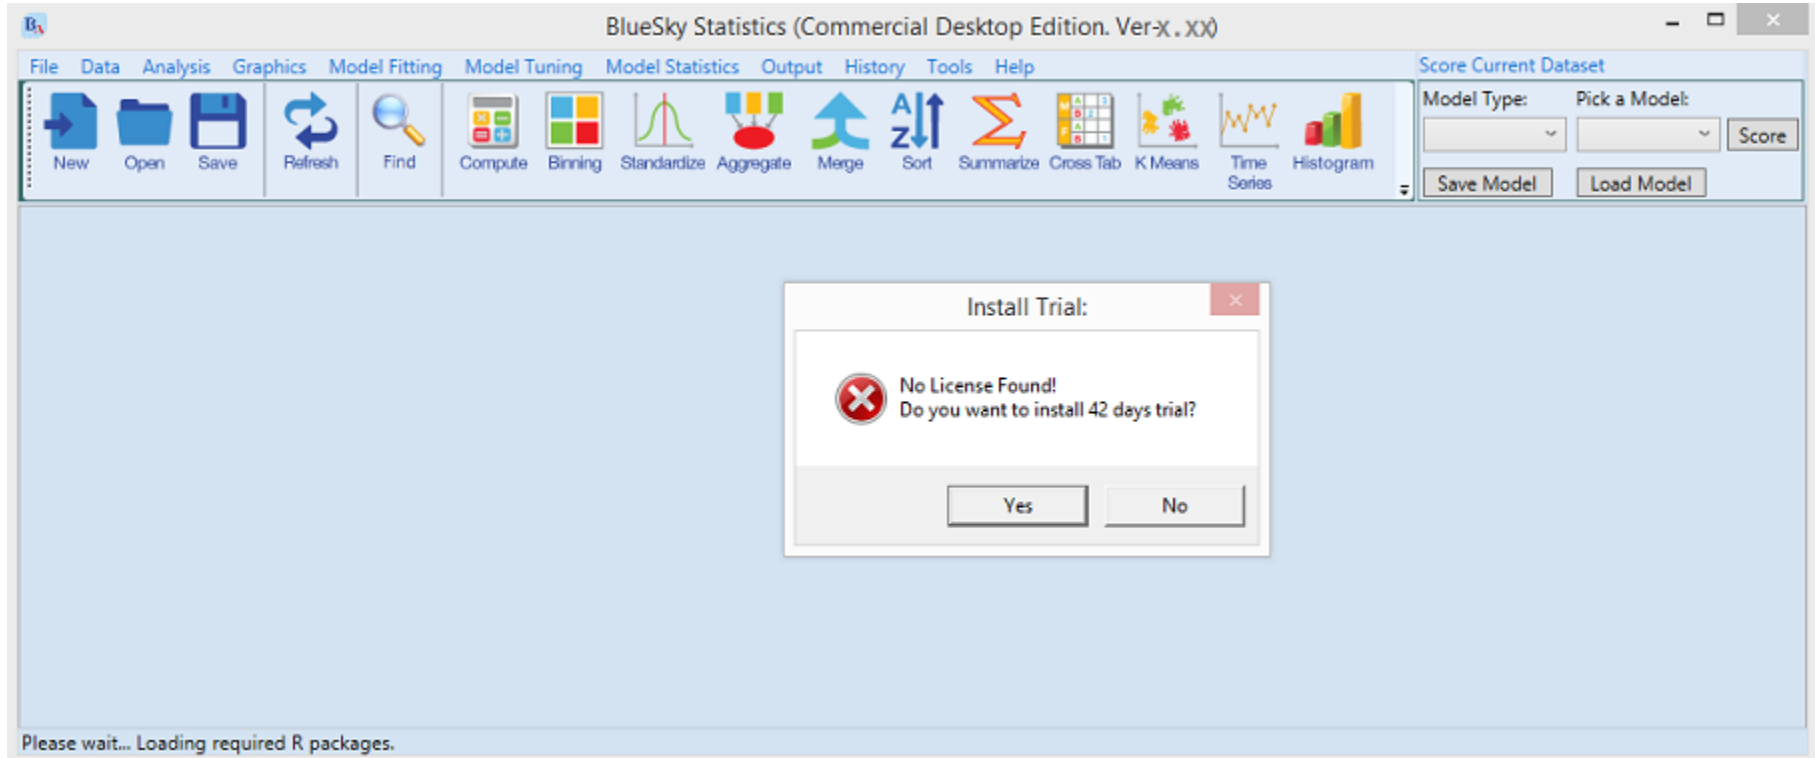 BlueSky Statistics (Commercial Desktop Edition. Ver-x.xx)
File Data Analysis Graphics Model Fitting Model Tuning Model Statistics Output History Tools Help
Score Current Dataset
New Open Save Refresh Find Compute Binning Standardize Aggregate Merge Sort Summarize Cross Tab K Means Time Series Histogram
Model Type: Pick a Model:
Score
Save Model Load Model
Install Trial:
No License Found!
Do you want to install 42 days trial?
Yes No
Please wait... Loading required R packages.